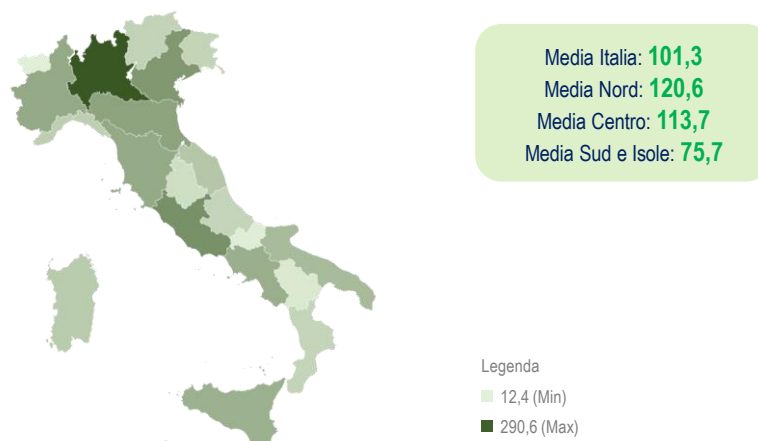 Media Italia: 101,3
Media Nord: 120,6
Media Centro: 113,7
Media Sud e Isole: 75,7
Legenda
12,4 (Min)
290,6 (Max)